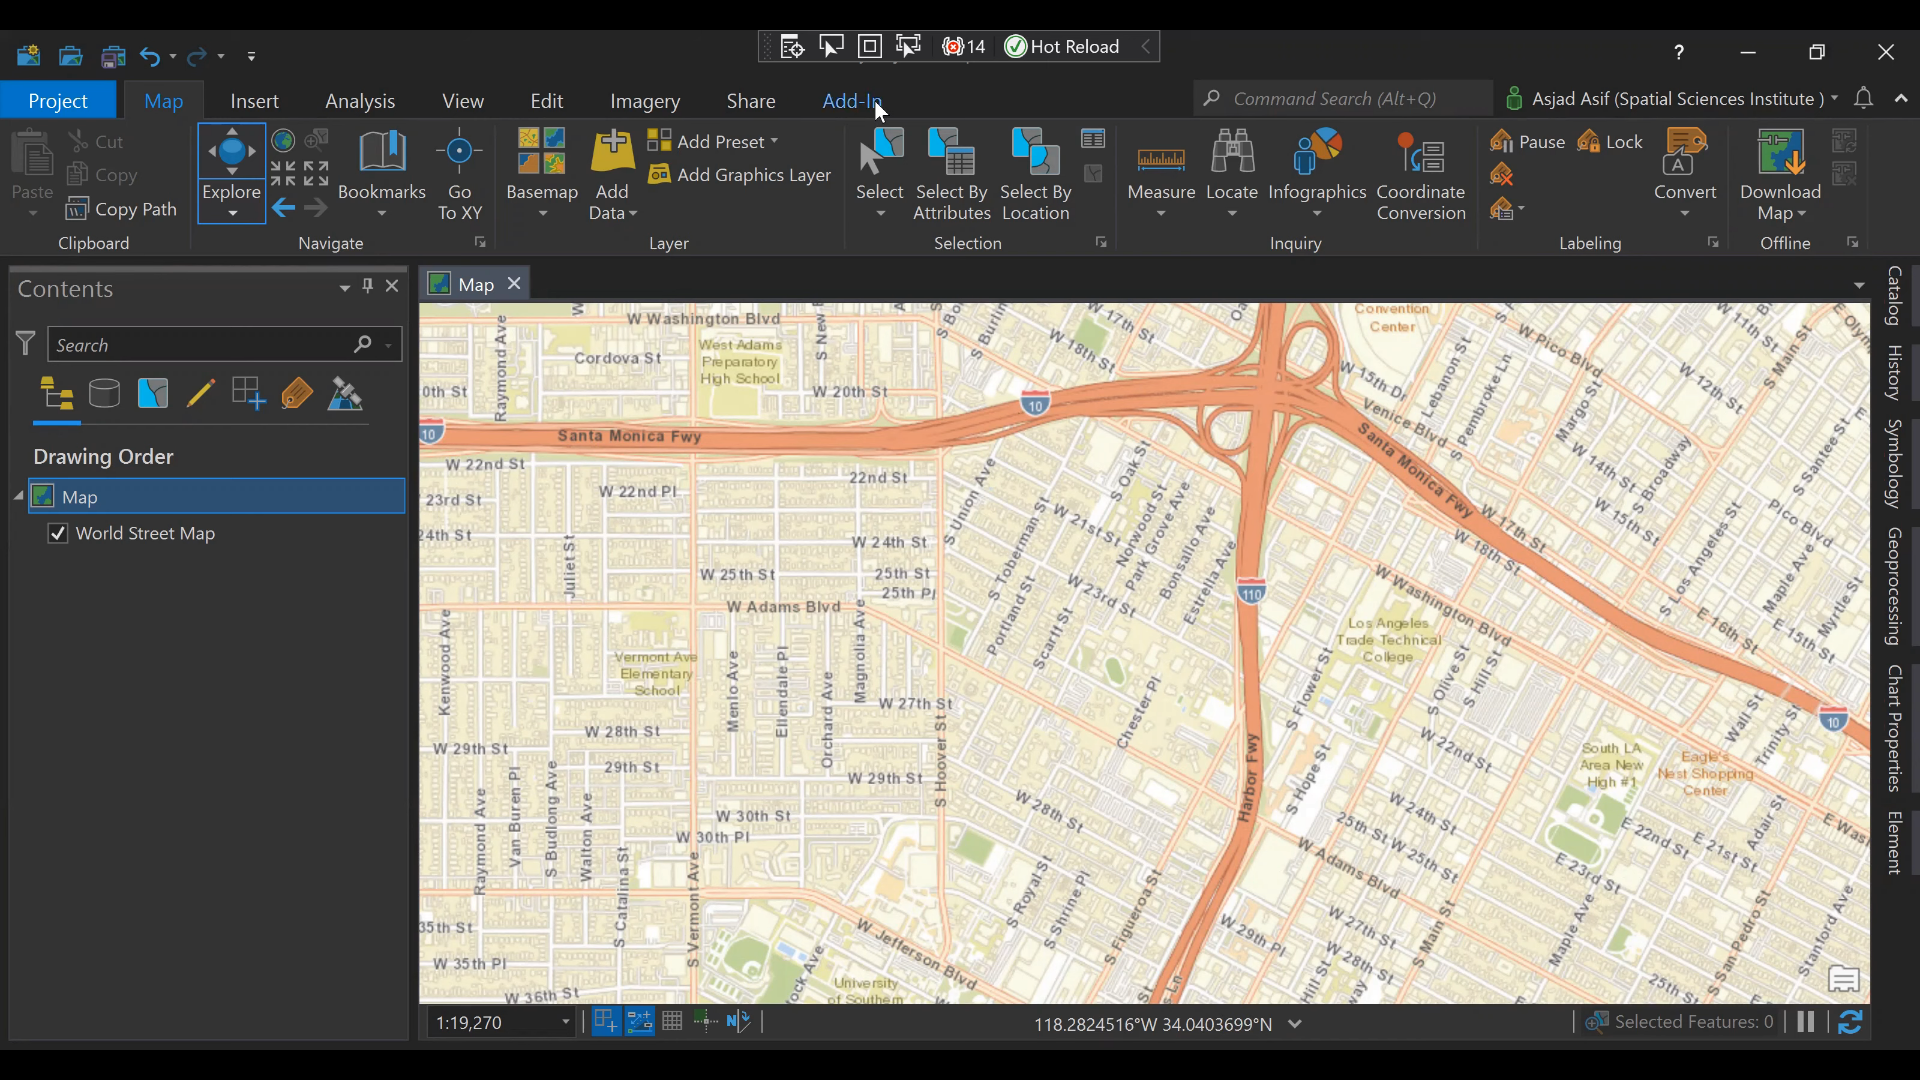 14
Hot Reload
?
Project
Map
Insert
Analysis
View
Edit
Imagery
Share
Add-In
Command Search (Alt+Q)
Asjad Asif (Spatial Sciences Institute )
Paste
Cut
Copy
Copy Path
Clipboard
Explore
Bookmarks
Go
To XY
Navigate
Basemap
Add
Data
Add Preset
Add Graphics Layer
Layer
Select
Select By
Attributes
Select By
Location
Selection
Measure
Locate
Infographics
Coordinate
Conversion
Inquiry
Pause
Lock
Convert
Labeling
Download
Map
Offline
Contents
Search
Drawing Order
Map
World Street Map
Map
W Washington Blvd
Cordova St
West Adams
Preparatory
High School
Raymond Ave
W 20th St
W 17th St
W 18th St
Convention
Center
W Pico Blvd
W 11th St
S Main St
W 12th St
W 15th Dr
Venice Blvd
S Lebanon St
S Pembroke Ln
Margo St
10
10
0th St
Santa Monica Fwy
Santa Monica Fwy
W 22nd St
W 22nd Pl
22nd St
23rd St
24th St
W 24th St
Juliet St
W 25th St
25th St
25th Pl
W Adams Blvd
S Union Ave
S Toberman St
S Oak St
Norwood St
Park Grove Ave
Bonsallo Ave
Estrella Ave
W 21st St
W 23rd St
Portland St
Scarff St
W 14th St
W 15th St
S Broadway
S Santee St
W 17th St
W 18th St
S Los Angeles St
Pico Blvd
Maple Ave
Myrtle St
E 16th St
E 15th St
W Washington Blvd
110
Los Angeles
Trade Technical
College
Kenwood Ave
Vermont Ave
Elementary
School
Menlo Ave
Ellendale Pl
Orchard Ave
Magnolia Ave
W 27th St
W 28th St
W 29th St
29th St
W 29th St
S Hoover St
Chester Pl
S Flower St
S Hope St
S Olive St
S Hill St
W 22nd St
Harbor Fwy
South LA
Area New
High #1
Eagle's
Nest Shopping
Center
Wall St
Trinity St
10
Raymond Ave
Van Buren Pl
S Budlong Ave
Walton Ave
S Catalina St
S Vermont Ave
W 30th St
W 30th Pl
W 28th St
W 24th St
25th St
W 25th St
W Adams Blvd
E 22nd St
E 21st St
E 23rd St
Adair St
E Was
35th St
W 35th Pl
W 36th St
W Jefferson Blvd
University
of Southern
S Royal St
S Shrine Pl
S Figueroa St
W 29th Pl
W 27th St
W 28th St
Hill St
S Main St
Maple Ave
S San Pedro St
Stanford Ave
25th St
Catalog
History
Symbology
Geoprocessing
Chart Properties
Element
1:19,270
118.2824516°W 34.0403699°N
Selected Features: 0